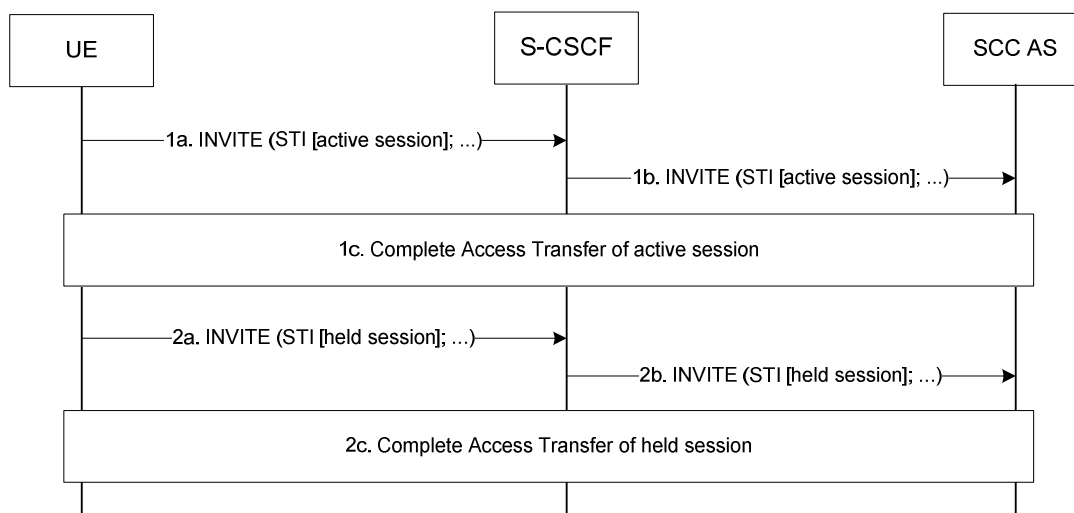 UE
S-CSCF
SCC AS
1a. INVITE (STI [active session]; ...)
1b. INVITE (STI [active session]; ...)
1c. Complete Access Transfer of active session
2a. INVITE (STI [held session]; ...)
2b. INVITE (STI [held session]; ...)
2c. Complete Access Transfer of held session